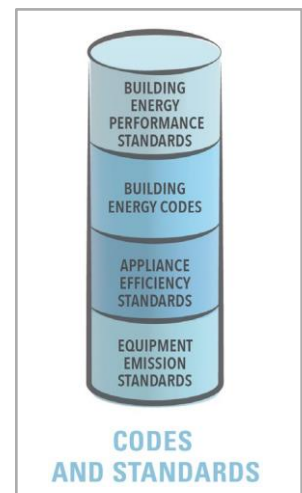 BUILDING
ENERGY
PERFORMANCE
STANDARDS
BUILDING
ENERGY CODES
APPLIANCE
EFFICIENCY
STANDARDS
EQUIPMENT
EMISSION
STANDARDS
CODES
AND STANDARDS